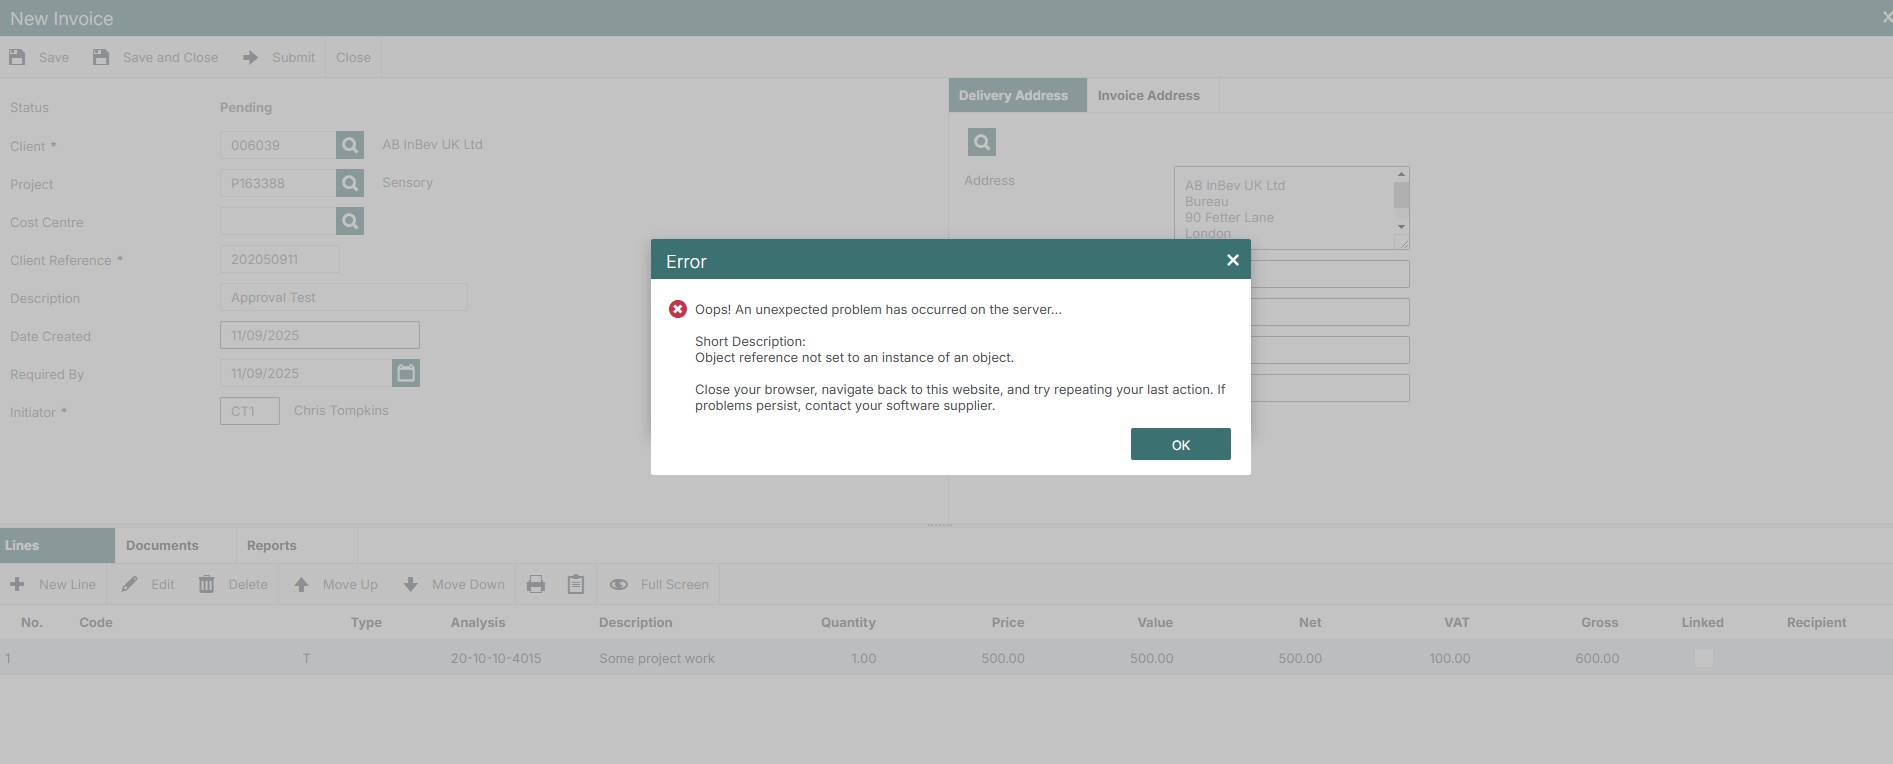 New Invoice
Save Save and Close Submit Close
Status Pending
Client * 006039 AB InBev UK Ltd
Project P163388 Sensory
Cost Centre
Client Reference * 202050911
Description Approval Test
Date Created 11/09/2025
Required By 11/09/2025
Initiator * CT1 Chris Tompkins
Delivery Address Invoice Address
Address
AB InBev UK Ltd
Bureau
90 Fetter Lane
London
Error
Oops! An unexpected problem has occurred on the server...
Short Description:
Object reference not set to an instance of an object.
Close your browser, navigate back to this website, and try repeating your last action. If
problems persist, contact your software supplier.
OK
Lines Documents Reports
New Line Edit Delete Move Up Move Down Full Screen
No. Code Type Analysis Description Quantity Price Value Net VAT Gross Linked Recipient
1 T 20-10-10-4015 Some project work 1.00 500.00 500.00 500.00 100.00 600.00